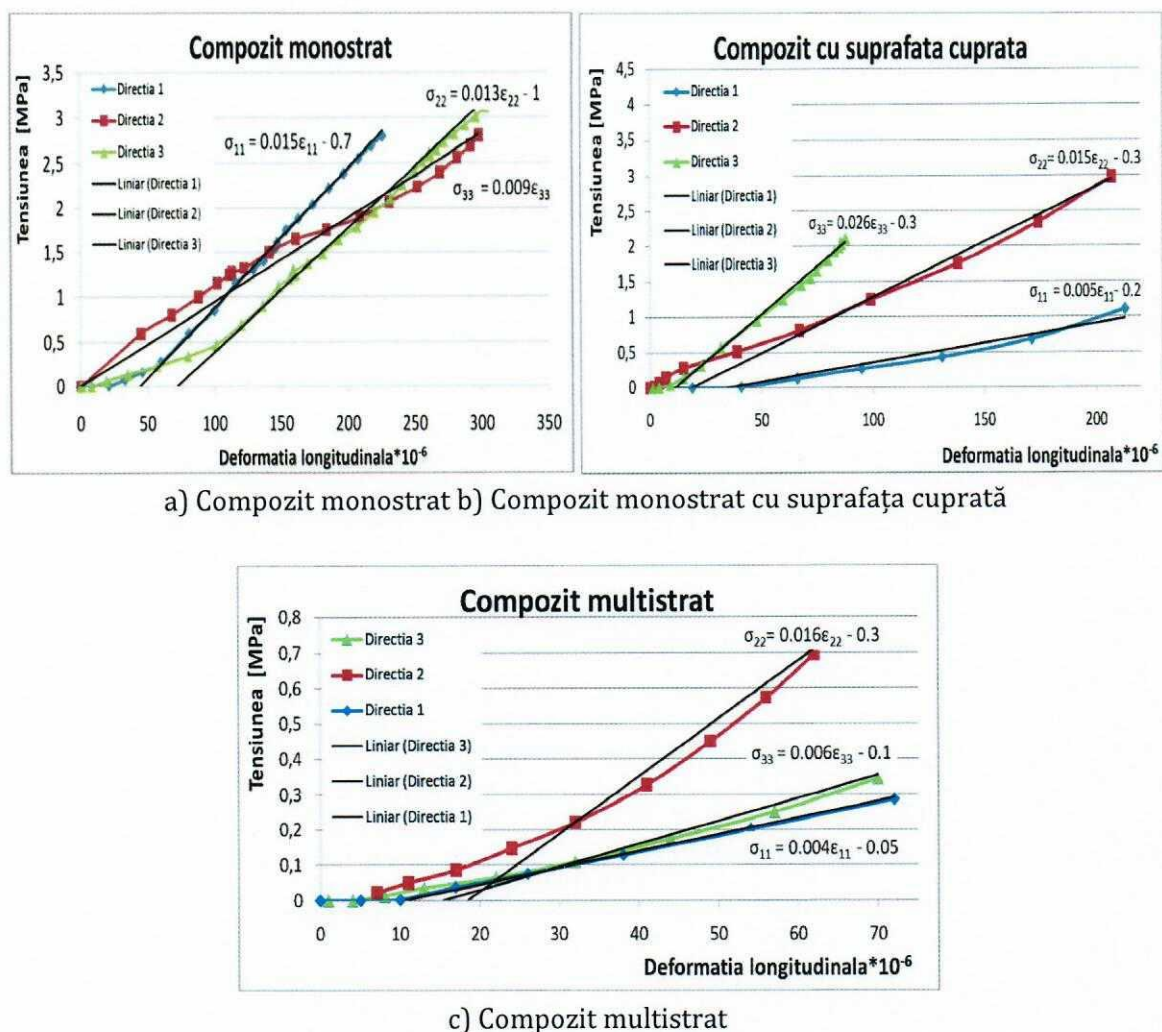 Compozit monostrat
Tensiunea [MPa]
3,5
3
2,5
2
1,5
1
0,5
0
Directia 1
Directia 2
Directia 3
Liniar (Directia 1)
Liniar (Directia 2)
Liniar (Directia 3)
σ22 = 0.013ε22 - 1
σ11 = 0.015ε11 - 0.7
σ33 = 0.009ε33
0 50 100 150 200 250 300 350
Deformatia longitudinala*10-6
Compozit cu suprafata cuprata
Tensiunea [MPa]
4,5
4
3,5
3
2,5
2
1,5
1
0,5
0
Directia 1
Directia 2
Directia 3
Liniar (Directia 1)
Liniar (Directia 2)
Liniar (Directia 3)
σ22 = 0.015ε22 - 0.3
σ33 = 0.026ε33 - 0.3
σ11 = 0.005ε11 - 0.2
0 50 100 150 200
Deformatia longitudinala*10-6
a) Compozit monostrat b) Compozit monostrat cu suprafața cuprată
Compozit multistrat
Tensiunea [MPa]
0,8
0,7
0,6
0,5
0,4
0,3
0,2
0,1
0
Directia 3
Directia 2
Directia 1
Liniar (Directia 3)
Liniar (Directia 2)
Liniar (Directia 1)
σ22= 0.016ε22 - 0.3
σ33 = 0.006ε33 - 0.1
σ11 = 0.004ε11 - 0.05
0 10 20 30 40 50 60 70
Deformatia longitudinala*10-6
c) Compozit multistrat